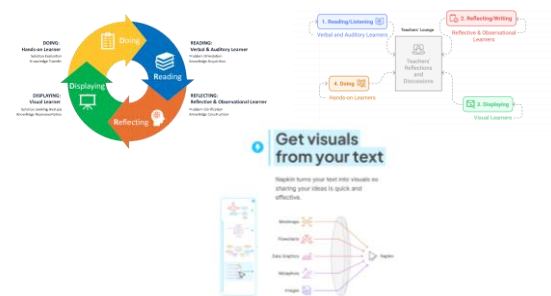 DOING:
Hands-on Learner
Solution Execution
Knowledge Transfer
READING:
Verbal & Auditory Learner
Problem Orientation
Knowledge Acquisition
DISPLAYING:
Visual Learner
REFLECTING:
Reflective & Observational Learner
Knowledge Construction
Doing
Reading
Displaying
Reflecting
1. Reading/Listening
Verbal and Auditory Learners
2. Reflecting/Writing
Reflective & Observational
Learners
Teachers' Lounge
Teachers'
Reflections
and
Discussions
4. Doing
Hands-on Learners
3. Displaying
Visual Learners
Get visuals
from your text
Napkin turns your text into visuals so
sharing your ideas is quick and
effective.
Mindmaps
Flowcharts
Data Graphics
Metaphors
Images
Napkin